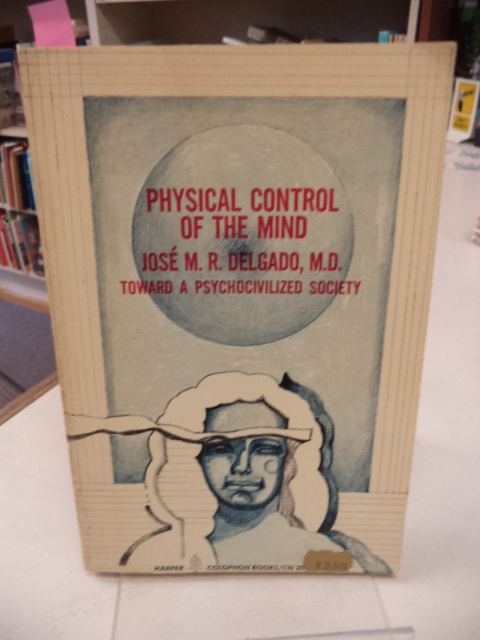 PHYSICAL CONTROL
OF THE MIND
JOSÉ M. R. DELGADO, M.D.
TOWARD A PSYCHOCIVILIZED SOCIETY
HARPER COLOPHON BOOKS/CN